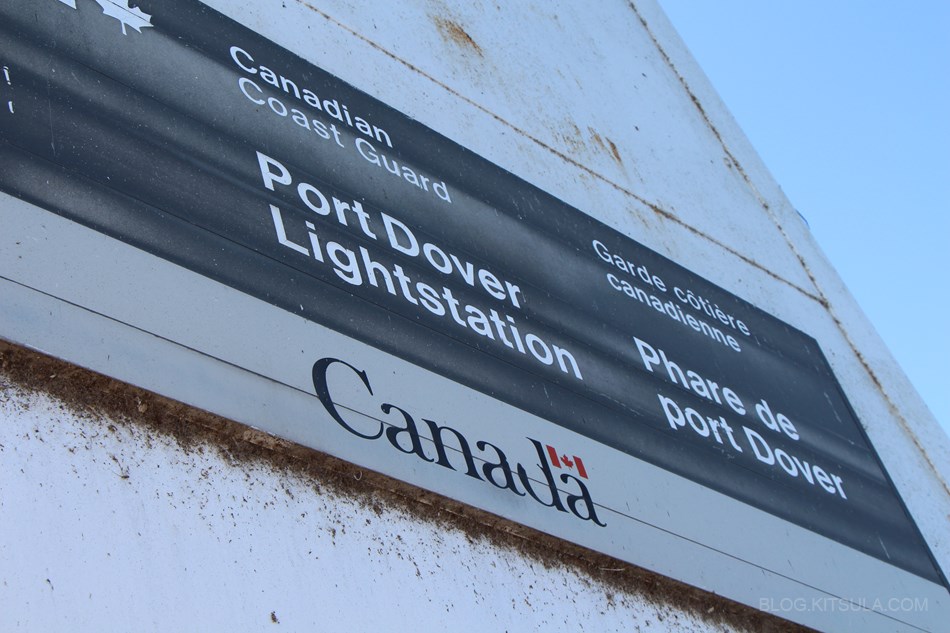 Canadian
Coast Guard
Port Dover
Lightstation
Garde côtière
canadienne
Phare de
port Dover
Canada
BLOG.KITSULA.COM